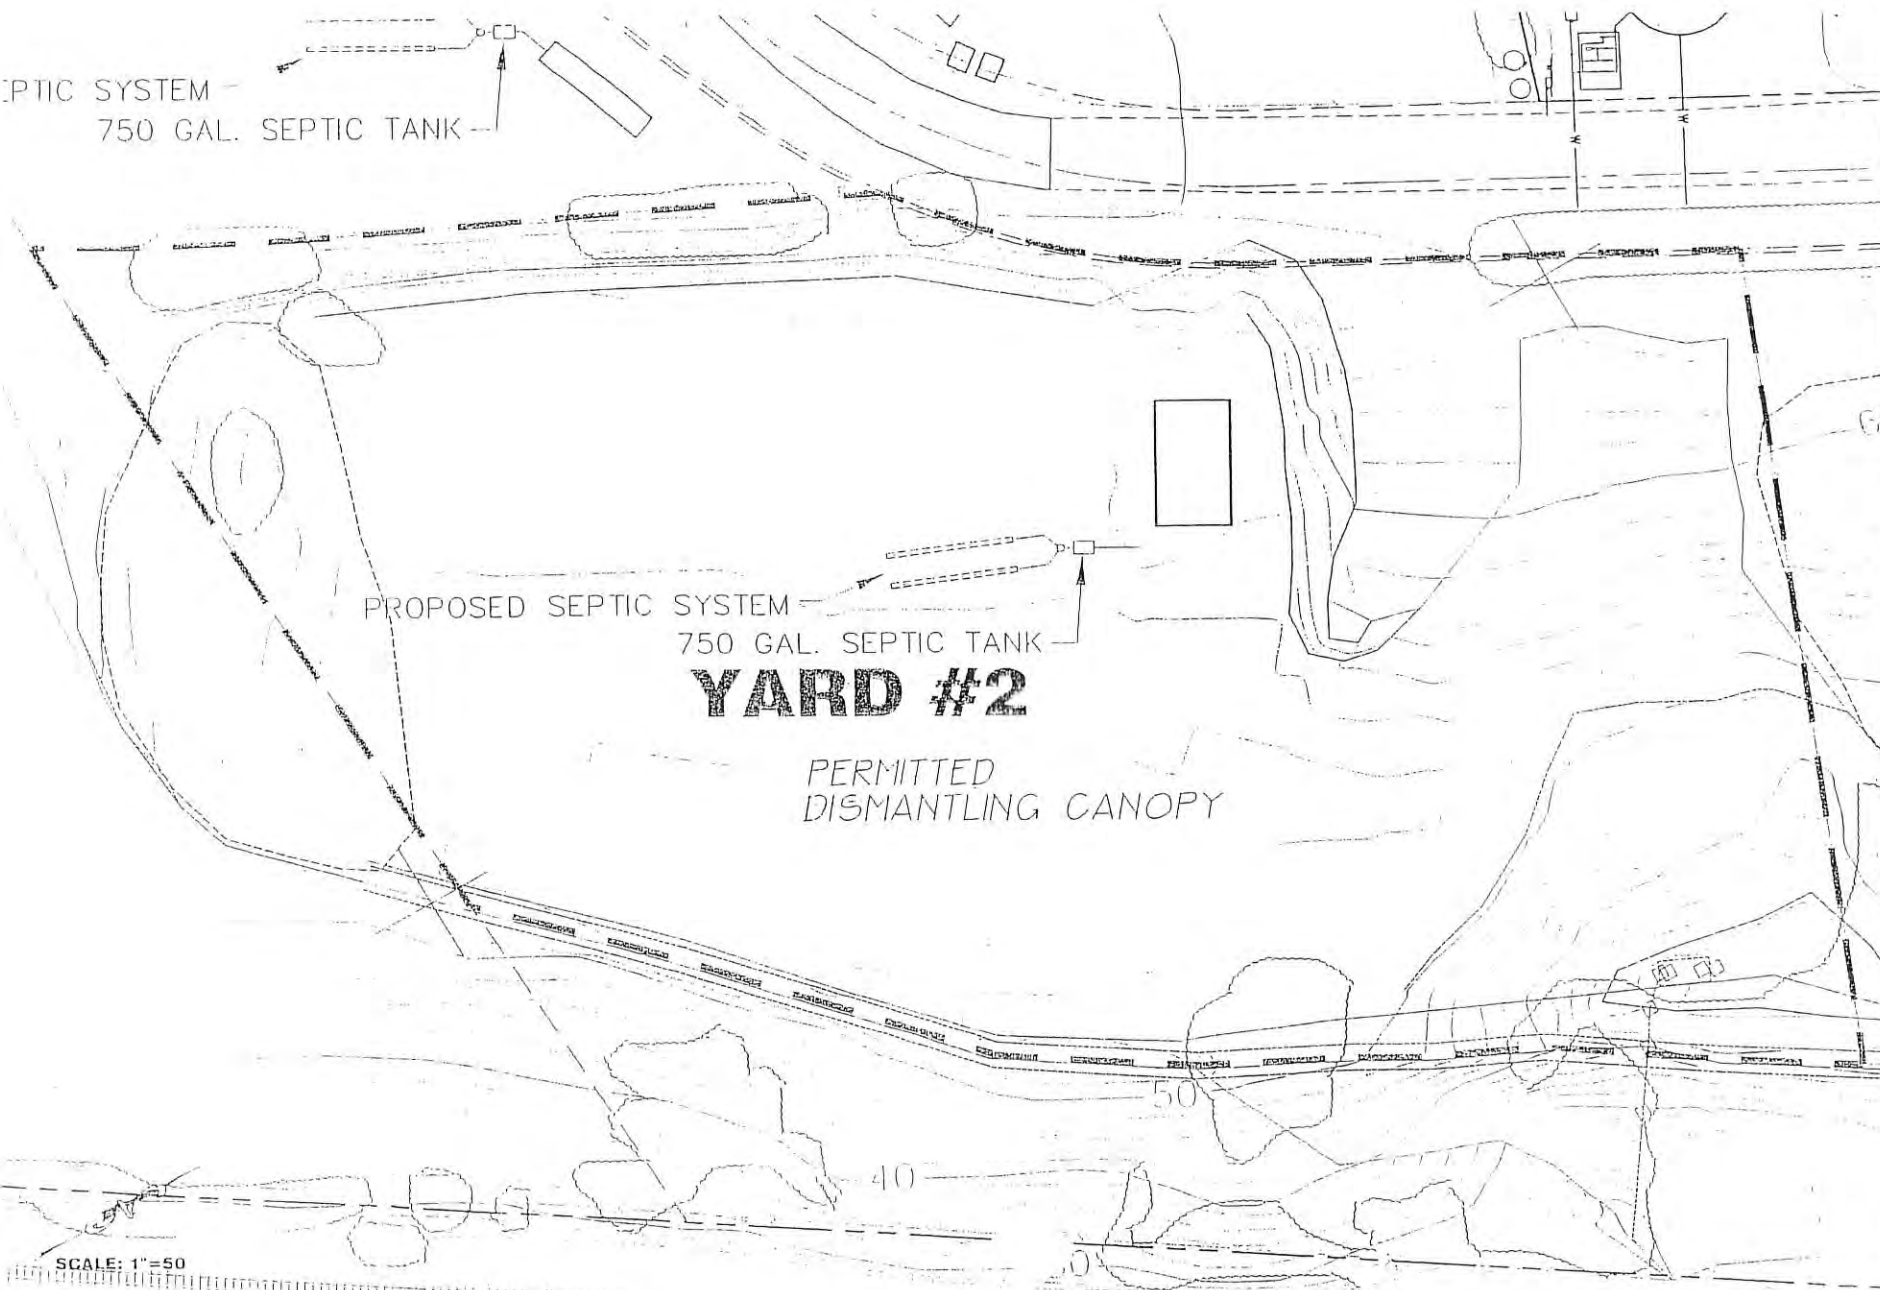 SEPTIC SYSTEM
750 GAL. SEPTIC TANK
W
W
PROPOSED SEPTIC SYSTEM
750 GAL. SEPTIC TANK
YARD #2
PERMITTED
DISMANTLING CANOPY
50
40
SCALE: 1"=50